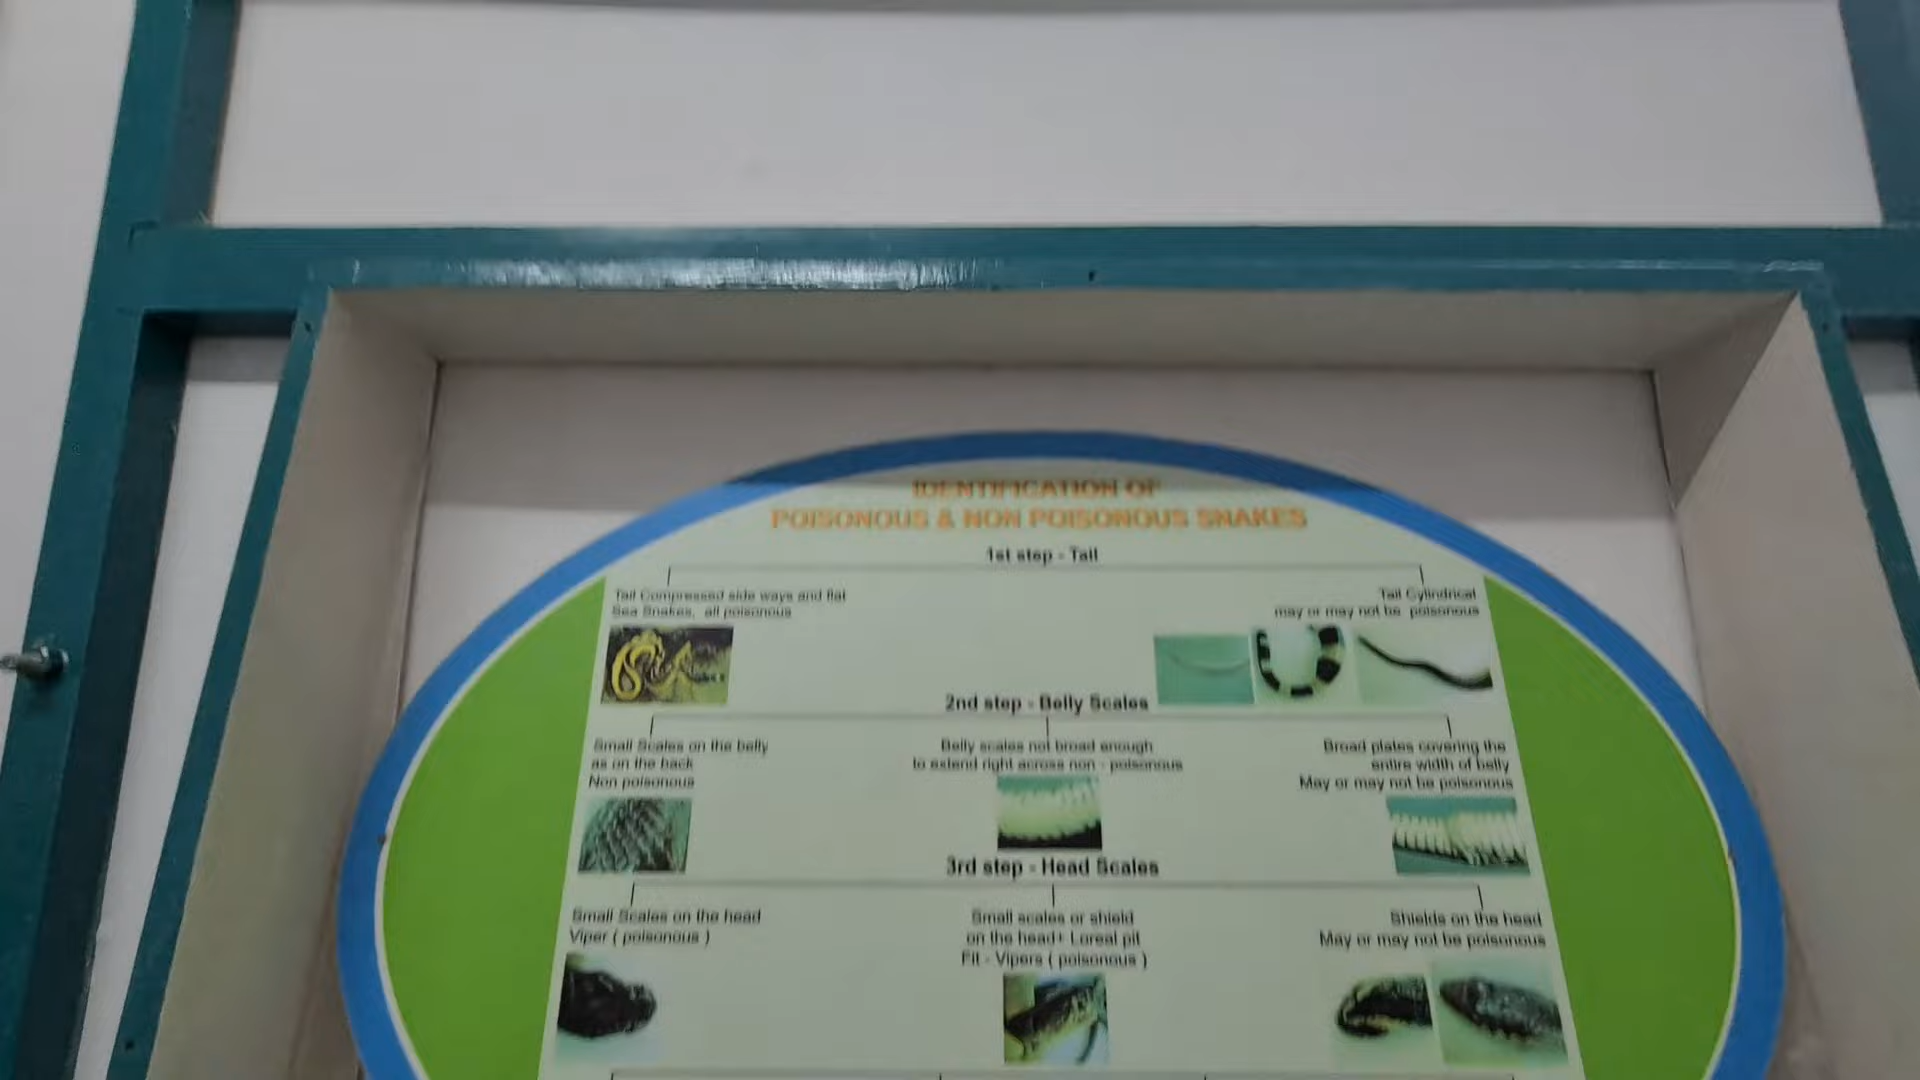 IDENTIFICATION OF
POISONOUS & NON POISONOUS SNAKES
1st step - Tail
Tail Compressed side ways and flat
Sea Snakes, all poisonous
Tail Cylindrical
may or may not be poisonous
2nd step - Belly Scales
Small Scales on the belly
as on the back
Non poisonous
Belly scales not broad enough
to extend right across non - poisonous
Broad plates covering the
entire width of belly
May or may not be poisonous
3rd step - Head Scales
Small Scales on the head
Viper ( poisonous )
Small scales or shield
on the head+ Loreal pit
Fit - Vipers ( poisonous )
Shields on the head
May or may not be poisonous